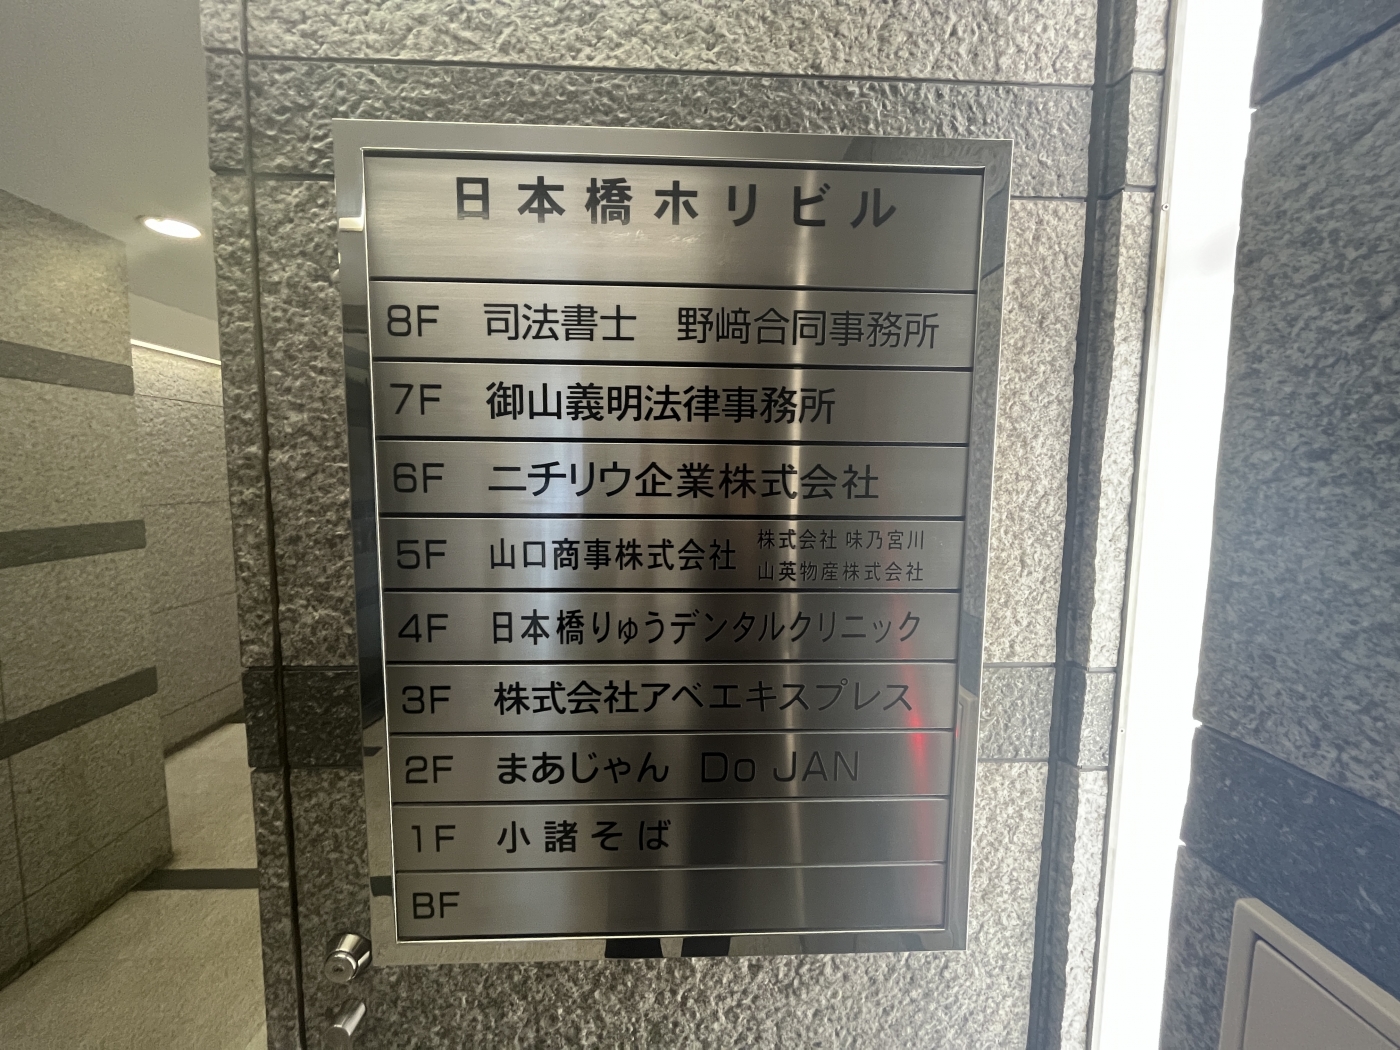 日本橋ホリビル
8F 司法書士 野﨑合同事務所
7F 御山義明法律事務所
6F ニチリウ企業株式会社
5F 山口商事株式会社 株式会社 味乃宮川
山英物産株式会社
4F 日本橋りゅうデンタルクリニック
3F 株式会社アベエキスプレス
2F まあじゃん Do JAN
1F 小諸そば
BF